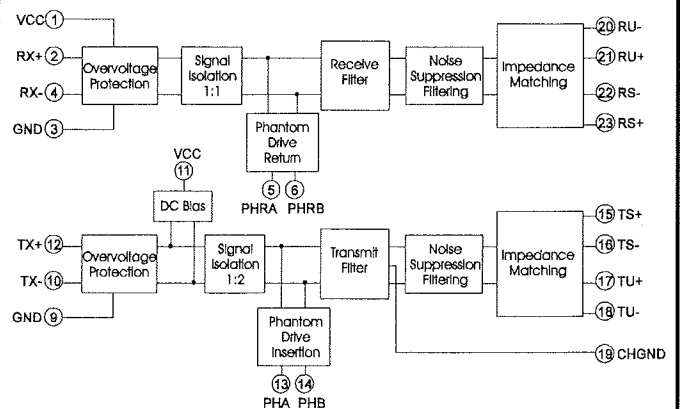 VCC 1
RX+ 2
RX- 4
GND 3
Overvoltage
Protection
Signal
Isolation
1:1
Phantom
Drive
Return
5 6
PHRA PHRB
Receive
Filter
Noise
Suppression
Filtering
Impedance
Matching
20 RU-
21 RU+
22 RS-
23 RS+
VCC
11
DC Bias
TX+ 12
TX- 10
GND 9
Overvoltage
Protection
Signal
Isolation
1:2
Phantom
Drive
Insertion
13 14
PHA PHB
Transmit
Filter
Noise
Suppression
Filtering
Impedance
Matching
15 TS+
16 TS-
17 TU+
18 TU-
19 CHGND